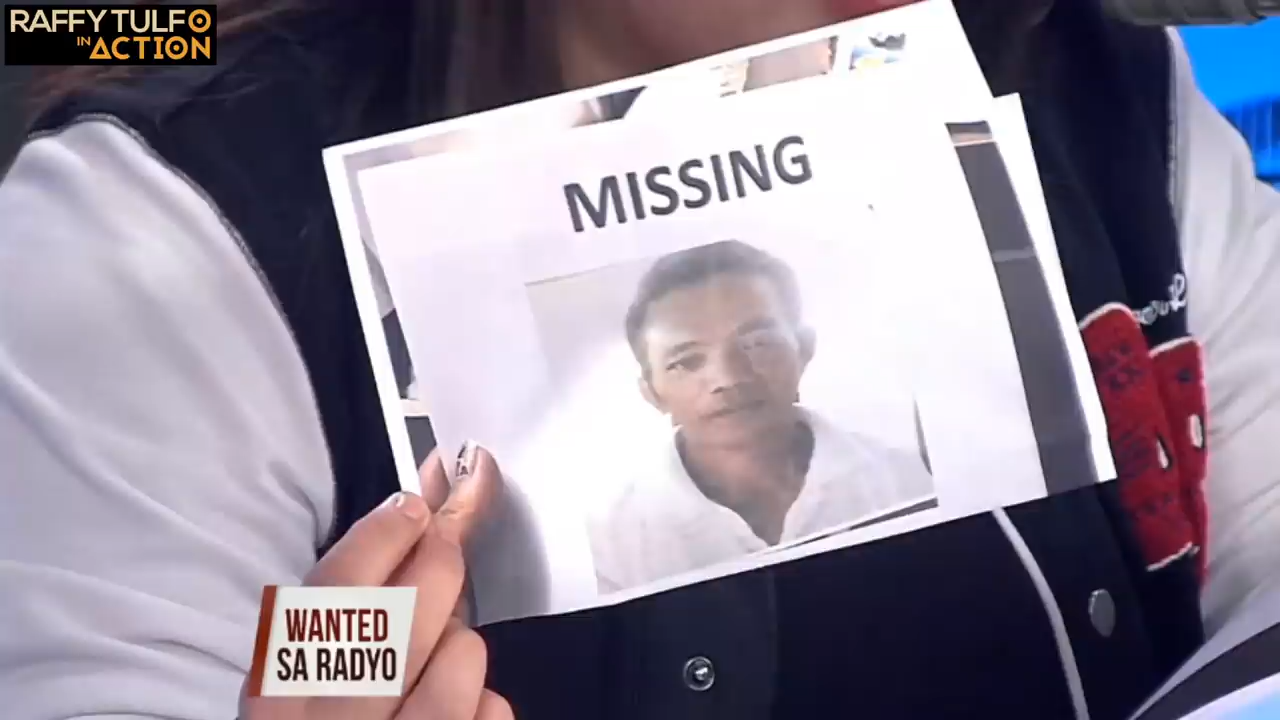 RAFFY TULFO
IN ACTION
MISSING
WANTED
SA RADYO